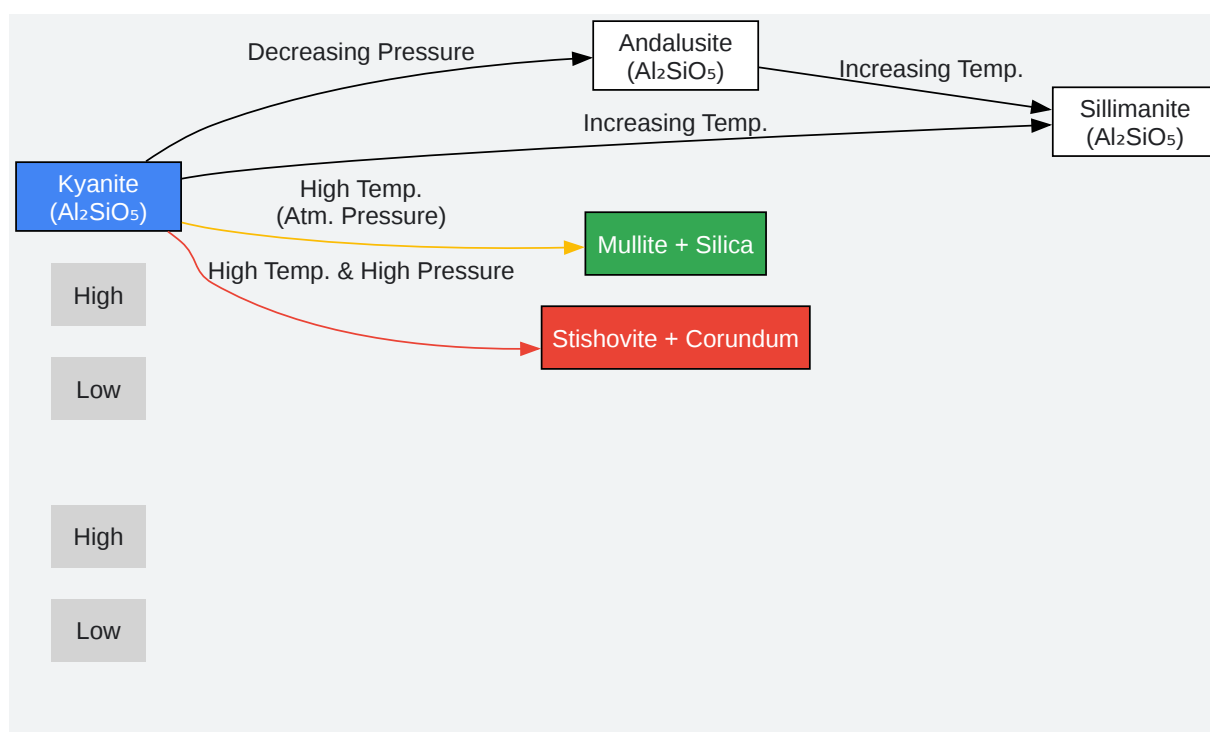 Decreasing Pressure
Andalusite
(Al₂SiO₅)
Increasing Temp.
Sillimanite
(Al₂SiO₅)
Increasing Temp.
Kyanite
(Al₂SiO₅)
High Temp.
(Atm. Pressure)
Mullite + Silica
High Temp. & High Pressure
Stishovite + Corundum
High
Low
High
Low